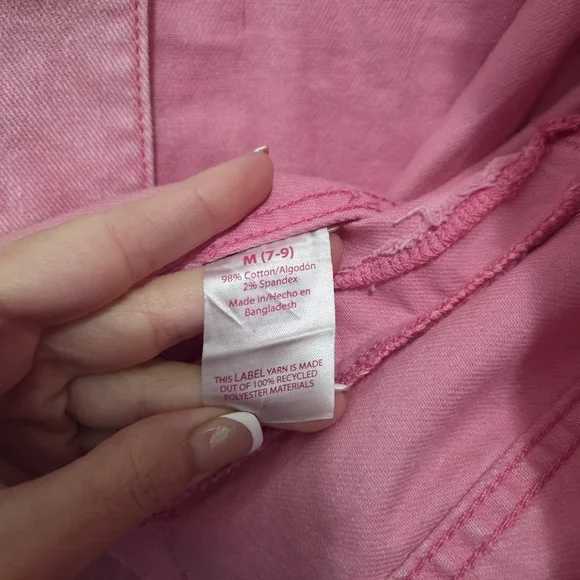 M (7-9)
98% Cotton/Algodón
2% Spandex
Made in/Hecho en
Bangladesh
THIS LABEL YARN IS MADE
OUT OF 100% RECYCLED
POLYESTER MATERIALS